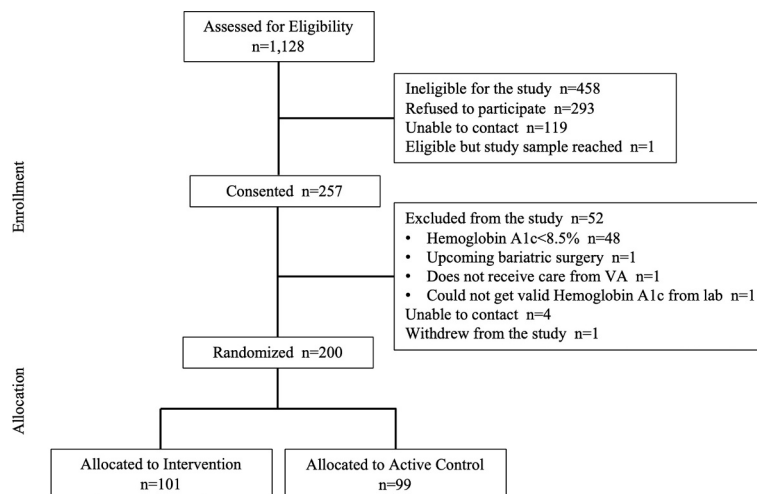 Assessed for Eligibility
n=1,128
Ineligible for the study n=458
Refused to participate n=293
Unable to contact n=119
Eligible but study sample reached n=1
Enrollment
Consented n=257
Excluded from the study n=52
• Hemoglobin A1c<8.5% n=48
• Upcoming bariatric surgery n=1
• Does not receive care from VA n=1
• Could not get valid Hemoglobin A1c from lab n=1
Unable to contact n=4
Withdrew from the study n=1
Randomized n=200
Allocation
Allocated to Intervention
n=101
Allocated to Active Control
n=99